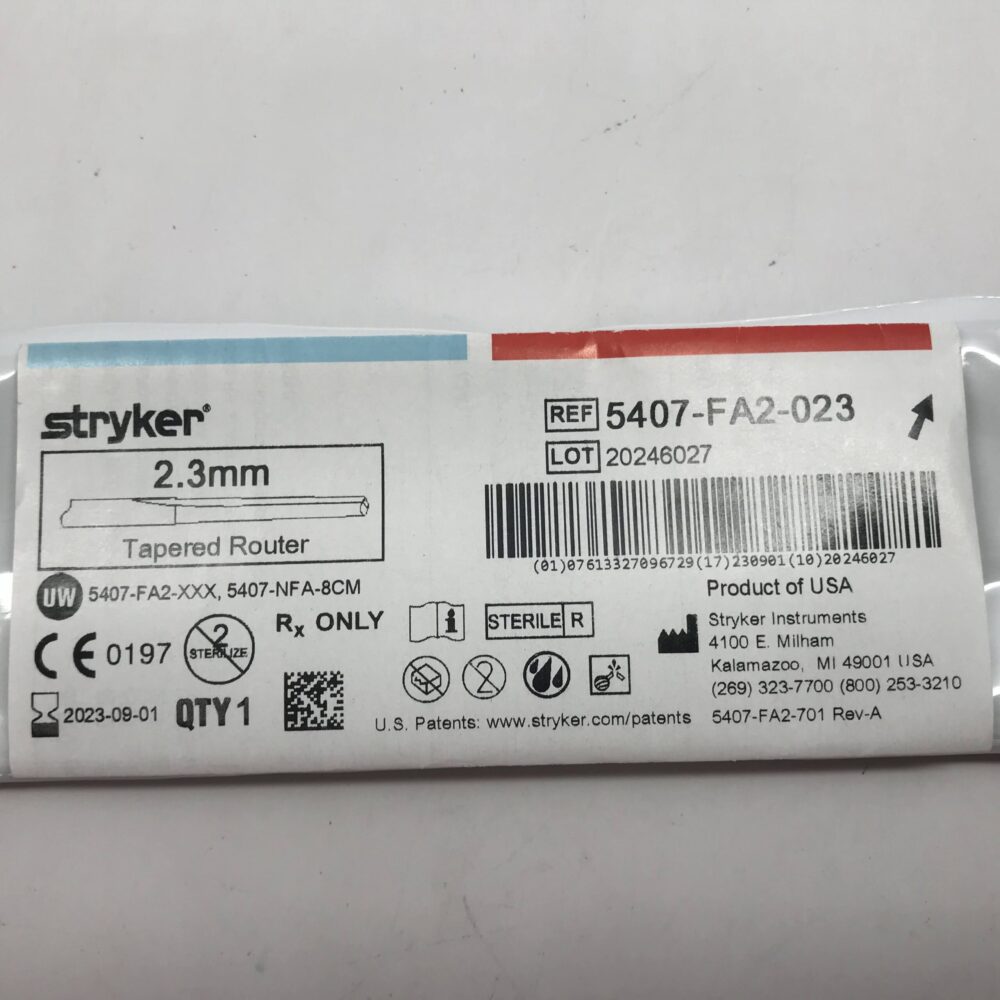 stryker®
2.3mm
Tapered Router
UW 5407-FA2-XXX, 5407-NFA-8CM
CE 0197
2
STERILIZE
Rx ONLY
2023-09-01
QTY 1
REF 5407-FA2-023
LOT 20246027
(01)07613327096729(17)230901(10)20246027
i
STERILE R
2
U.S. Patents: www.stryker.com/patents
Product of USA
Stryker Instruments
4100 E. Milham
Kalamazoo, MI 49001 USA
(269) 323-7700 (800) 253-3210
5407-FA2-701 Rev-A